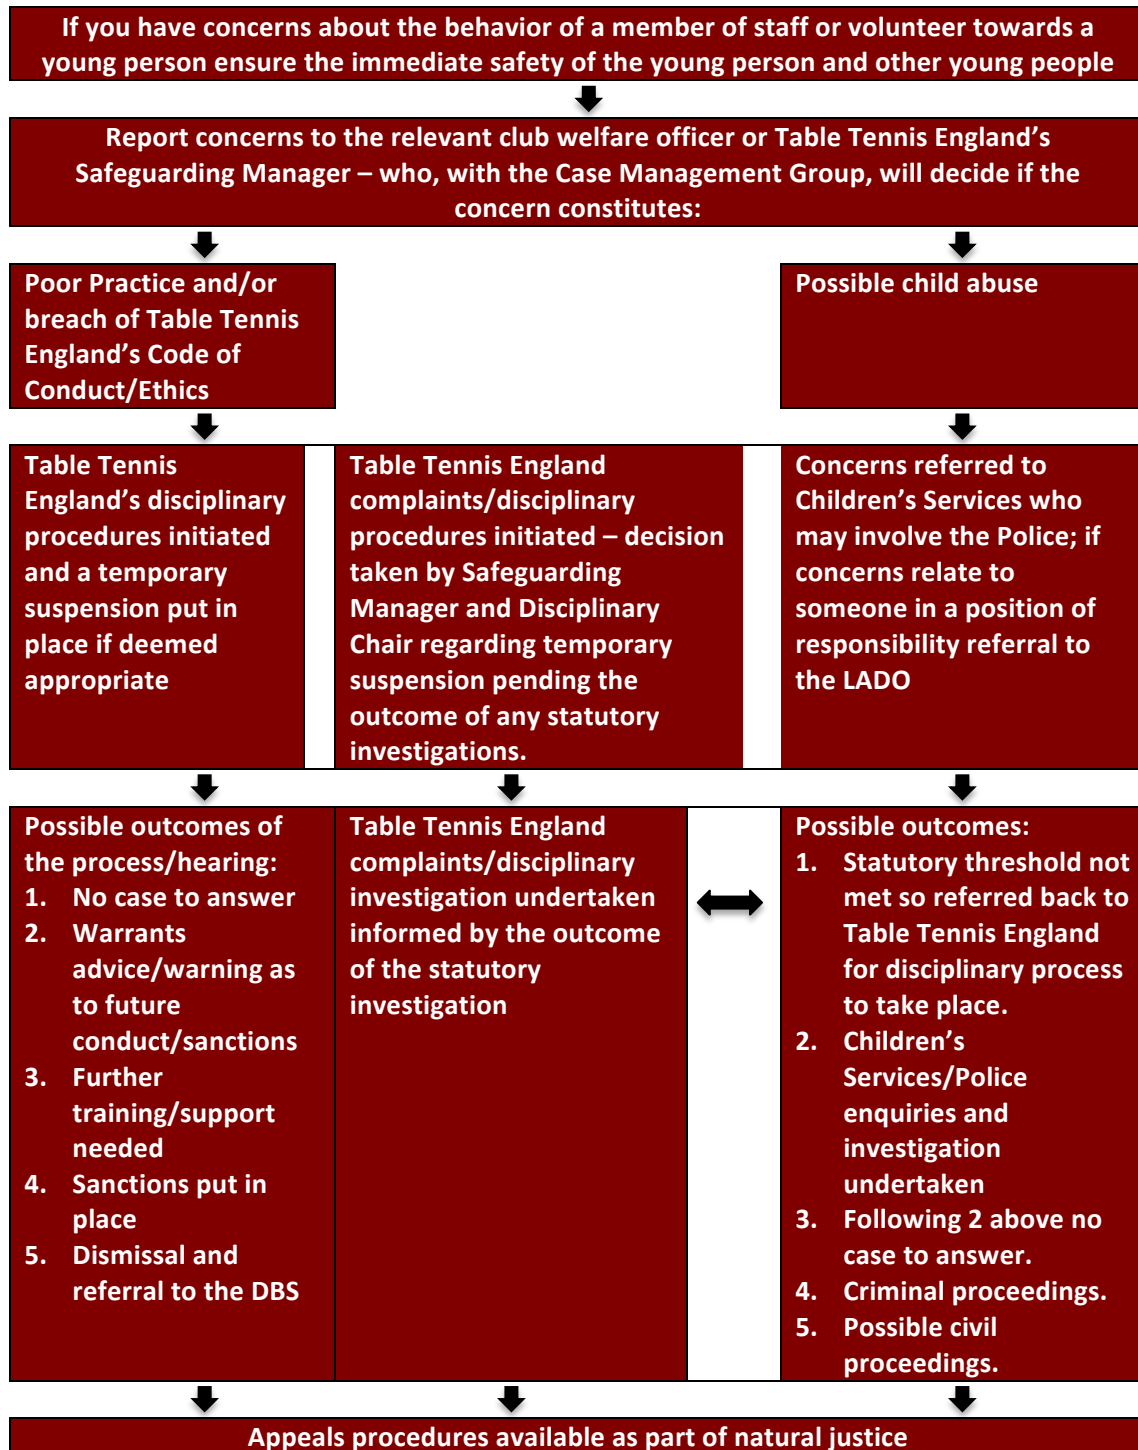 If you have concerns about the behavior of a member of staff or volunteer towards a
young person ensure the immediate safety of the young person and other young people
Report concerns to the relevant club welfare officer or Table Tennis England’s
Safeguarding Manager – who, with the Case Management Group, will decide if the
concern constitutes:
Poor Practice and/or
breach of Table Tennis
England’s Code of
Conduct/Ethics
Possible child abuse
Table Tennis
England’s disciplinary
procedures initiated
and a temporary
suspension put in
place if deemed
appropriate
Table Tennis England
complaints/disciplinary
procedures initiated – decision
taken by Safeguarding
Manager and Disciplinary
Chair regarding temporary
suspension pending the
outcome of any statutory
investigations.
Concerns referred to
Children’s Services who
may involve the Police; if
concerns relate to
someone in a position of
responsibility referral to
the LADO
Possible outcomes of
the process/hearing:
1. No case to answer
2. Warrants
advice/warning as
to future
conduct/sanctions
3. Further
training/support
needed
4. Sanctions put in
place
5. Dismissal and
referral to the DBS
Table Tennis England
complaints/disciplinary
investigation undertaken
informed by the outcome
of the statutory
investigation
Possible outcomes:
1. Statutory threshold not
met so referred back to
Table Tennis England
for disciplinary process
to take place.
2. Children’s
Services/Police
enquiries and
investigation
undertaken
3. Following 2 above no
case to answer.
4. Criminal proceedings.
5. Possible civil
proceedings.
Appeals procedures available as part of natural justice